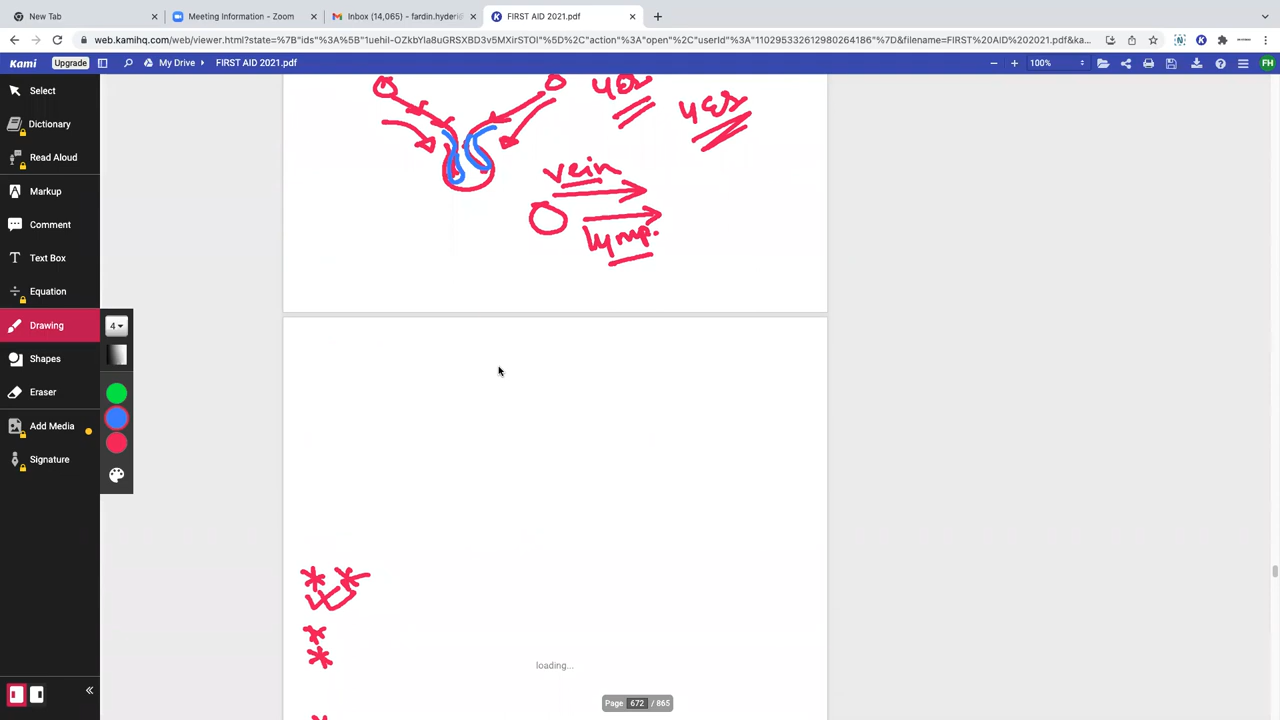 New Tab
Meeting Information - Zoom
Inbox (14,065) - fardin.hyderi@
FIRST AID 2021.pdf
web.kamihq.com/web/viewer.html?state=%7B"ids"%3A%5B"1uehiI-OZkbYla8uGRSXBD3v5MXirSTOI"%5D%2C"action"%3A"open"%2C"userId"%3A"110295332612980264186"%7D&filename=FIRST%20AID%202021.pdf&ka...
Kami
Upgrade
My Drive
FIRST AID 2021.pdf
100%
FH
Select
Dictionary
Read Aloud
Markup
Comment
Text Box
Equation
Drawing
Shapes
Eraser
Add Media
Signature
4
yes
yes
vein
lymp.
loading...
Page 672 / 865